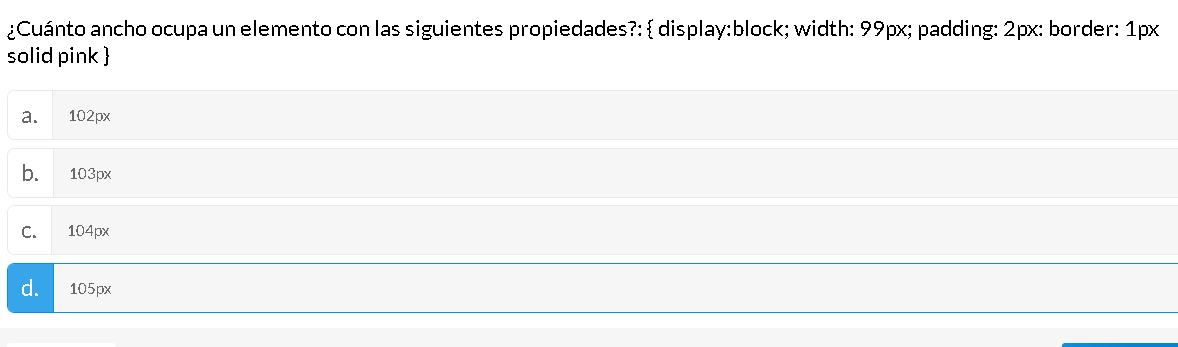 ¿Cuánto ancho ocupa un elemento con las siguientes propiedades?: { display:block; width: 99px; padding: 2px: border: 1px
solid pink }
a. 102px
b. 103px
c. 104px
d. 105px